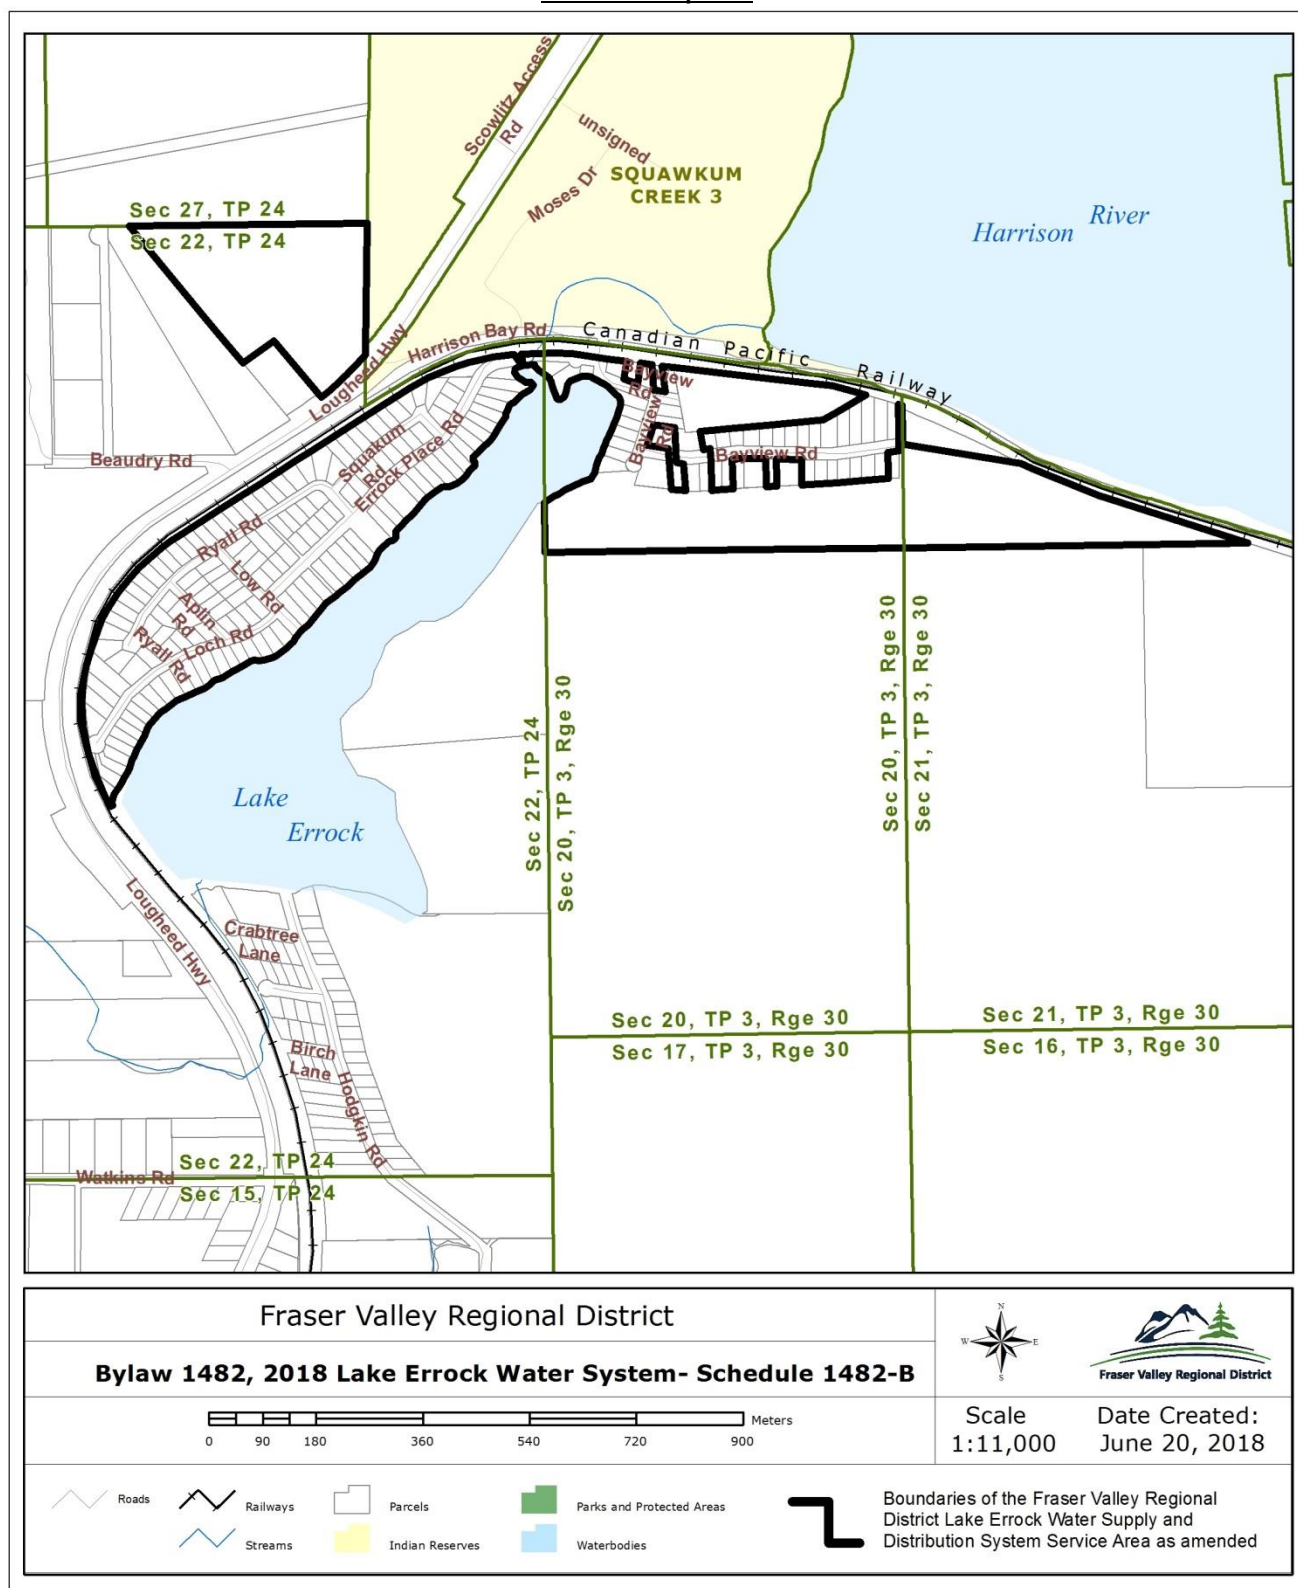 Scowlitz Access
Rd
unsigned
Moses Dr
SQUAWKUM
CREEK 3
Sec 27, TP 24
Sec 22, TP 24
Harrison River
Lougheed Hwy
Harrison Bay Rd
Canadian Pacific Railway
Bayview
Rd
Bayview
Rd
Bayview Rd
Beaudry Rd
Squakum
Rd
Errock Place Rd
Ryall Rd
Low Rd
Aplin
Rd
Loch Rd
Ryall Rd
Sec 22, TP 24
Sec 20, TP 3, Rge 30
Sec 20, TP 3, Rge 30
Sec 21, TP 3, Rge 30
Lake
Errock
Lougheed Hwy
Crabtree
Lane
Birch
Lane
Hodgkin Rd
Sec 20, TP 3, Rge 30
Sec 17, TP 3, Rge 30
Sec 21, TP 3, Rge 30
Sec 16, TP 3, Rge 30
Watkins Rd
Sec 22, TP 24
Sec 15, TP 24
Fraser Valley Regional District
Bylaw 1482, 2018 Lake Errock Water System- Schedule 1482-B
0 90 180 360 540 720 900
Meters
N
W E
S
Fraser Valley Regional District
Scale
1:11,000
Date Created:
June 20, 2018
Roads
Railways
Streams
Parcels
Indian Reserves
Parks and Protected Areas
Waterbodies
Boundaries of the Fraser Valley Regional
District Lake Errock Water Supply and
Distribution System Service Area as amended